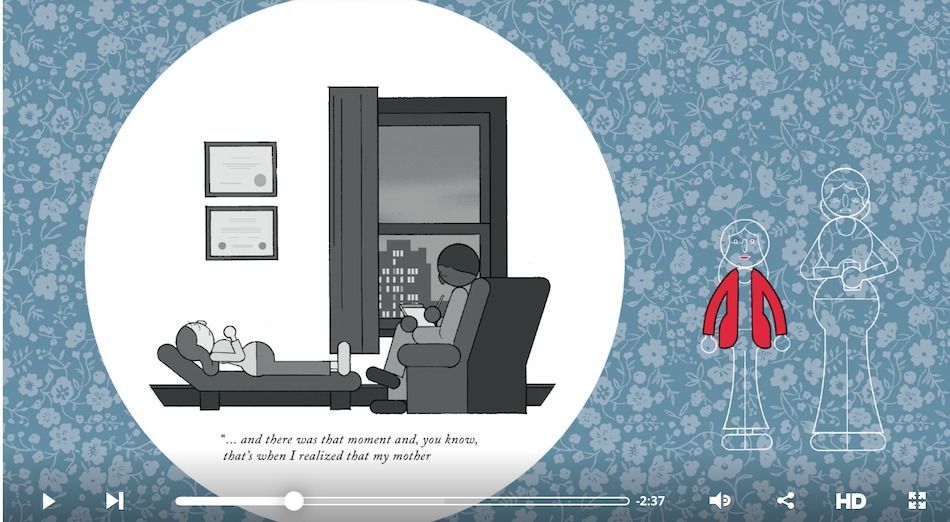 “... and there was that moment and, you know,
that’s when I realized that my mother
-2:37
HD